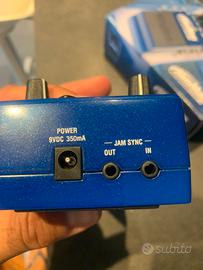 POWER
9VDC 350mA
JAM SYNC
OUT
IN
subito